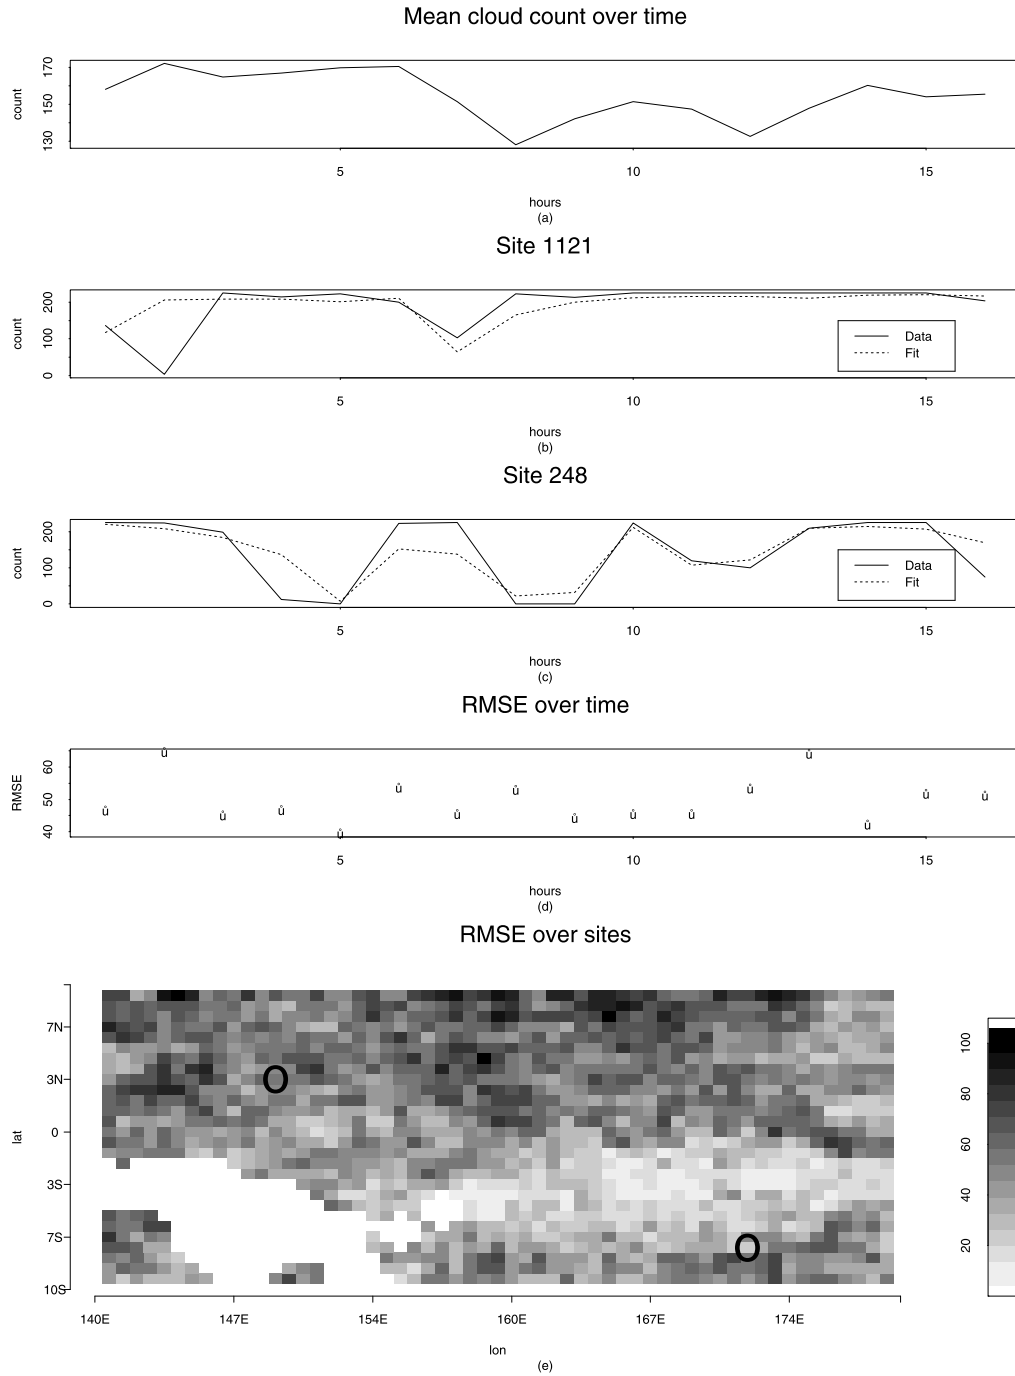 Mean cloud count over time
170
150
130
count
5 10 15
hours
(a)
Site 1121
200
100
0
count
Data
Fit
5 10 15
hours
(b)
Site 248
200
100
0
count
Data
Fit
5 10 15
hours
(c)
RMSE over time
60
50
40
RMSE
ů ů ů ů ů ů ů ů ů ů ů ů ů ů ů ů
5 10 15
hours
(d)
RMSE over sites
7N
3N
0
3S
7S
10S
lat
O
O
100
80
60
40
20
140E 147E 154E 160E 167E 174E
lon
(e)